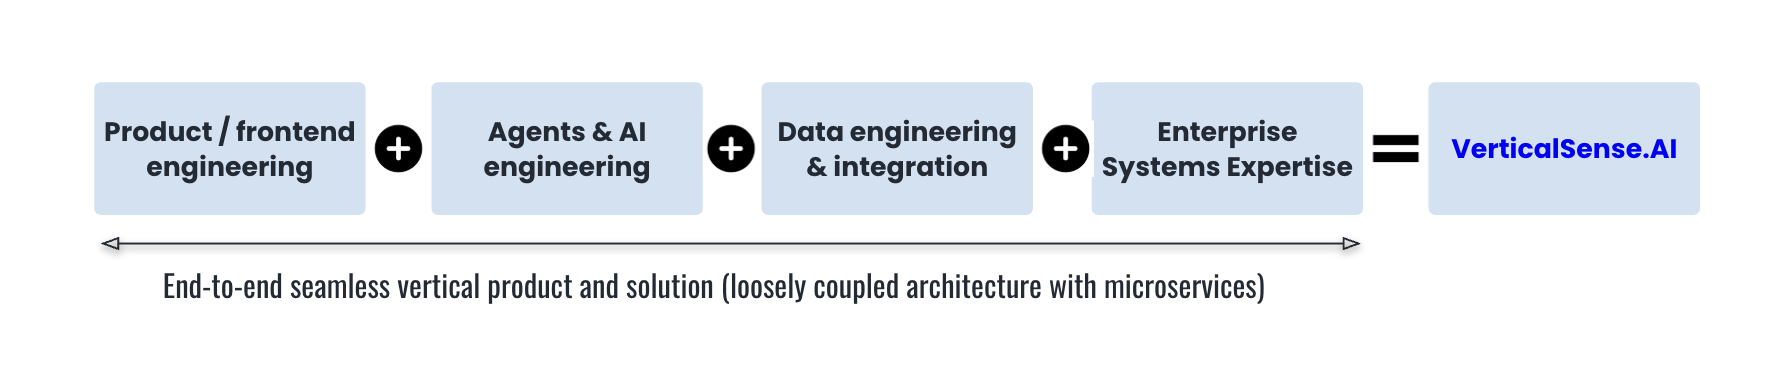 Product / frontend
engineering
Agents & AI
engineering
Data engineering
& integration
Enterprise
Systems Expertise
VerticalSense.AI
End-to-end seamless vertical product and solution (loosely coupled architecture with microservices)